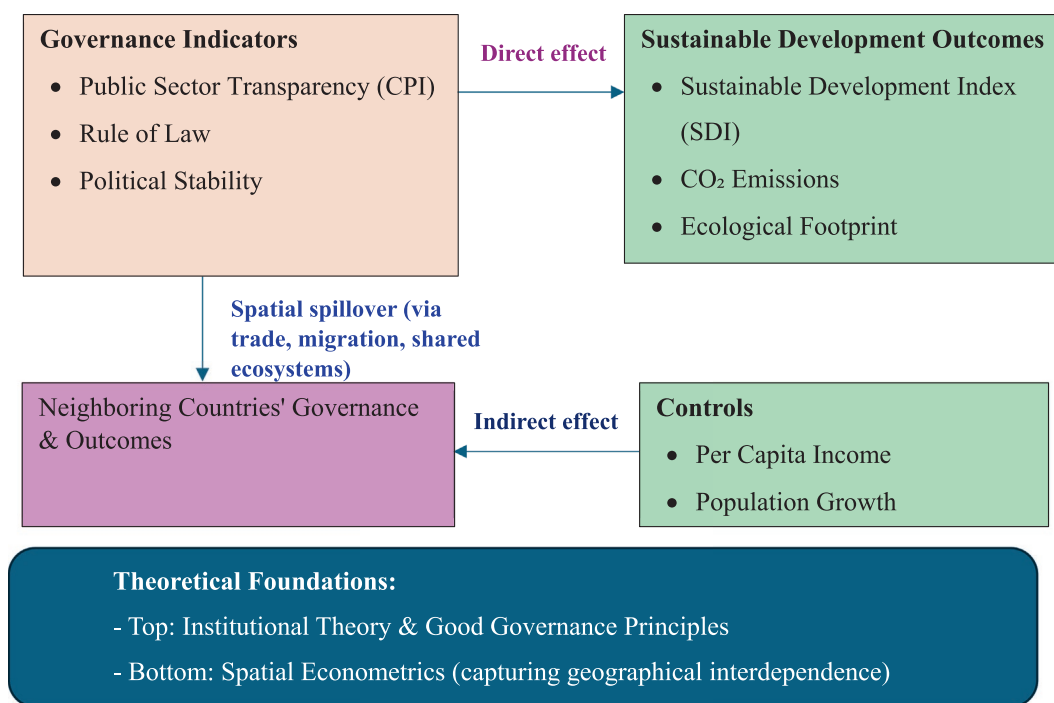 Governance Indicators
• Public Sector Transparency (CPI)
• Rule of Law
• Political Stability
Direct effect
Sustainable Development Outcomes
• Sustainable Development Index
(SDI)
• CO₂ Emissions
• Ecological Footprint
Spatial spillover (via
trade, migration, shared
ecosystems)
Neighboring Countries' Governance
& Outcomes
Indirect effect
Controls
• Per Capita Income
• Population Growth
Theoretical Foundations:
- Top: Institutional Theory & Good Governance Principles
- Bottom: Spatial Econometrics (capturing geographical interdependence)